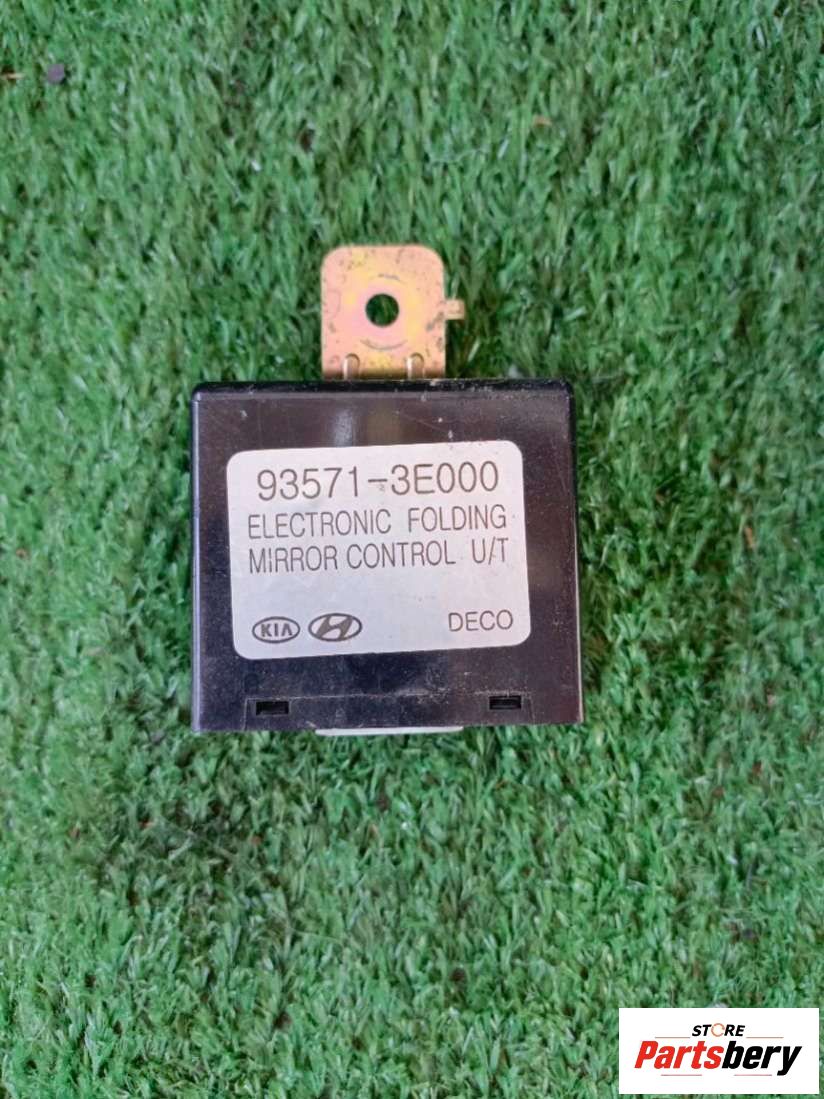 93571-3E000
ELECTRONIC FOLDING
MIRROR CONTROL U/T
KIA DECO
STORE
Partsbery